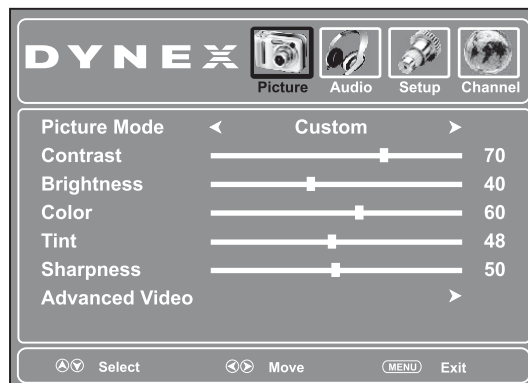 DYNEX
Picture Audio Setup Channel
Picture Mode Custom
Contrast 70
Brightness 40
Color 60
Tint 48
Sharpness 50
Advanced Video
Select Move MENU Exit